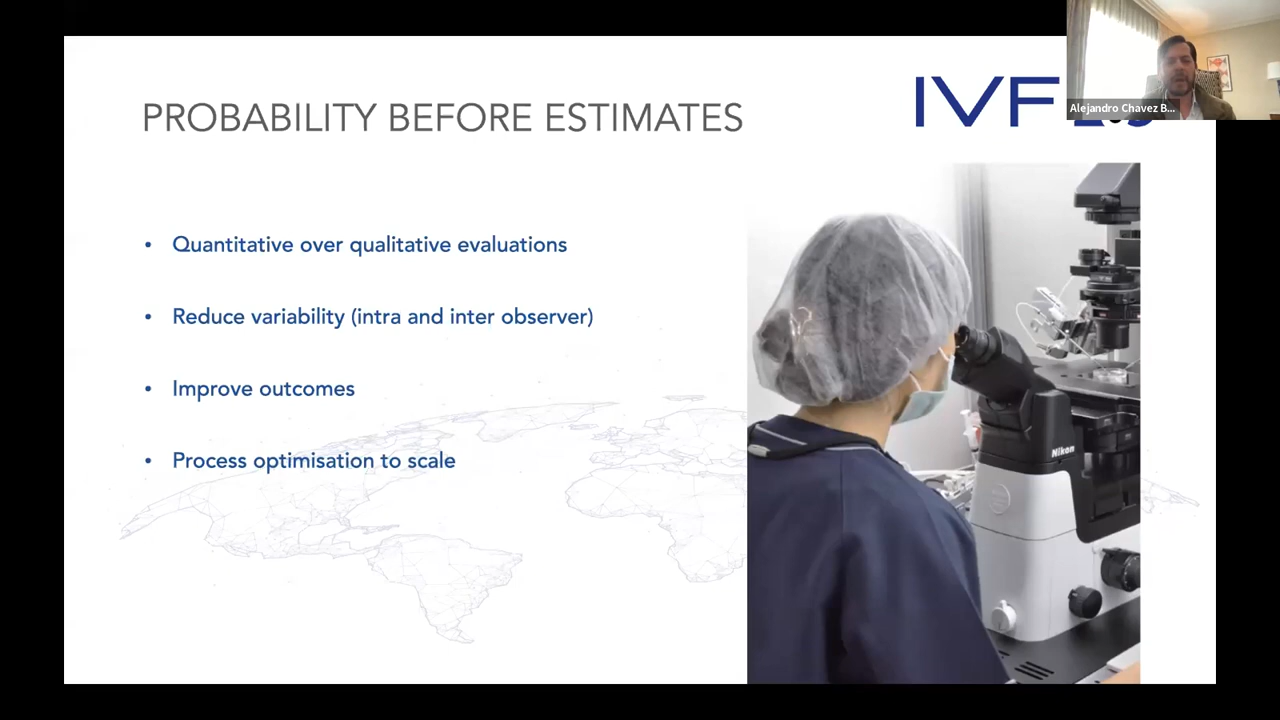 PROBABILITY BEFORE ESTIMATES
IVF
Alejandro Chavez B...
• Quantitative over qualitative evaluations
• Reduce variability (intra and inter observer)
• Improve outcomes
• Process optimisation to scale
Nikon